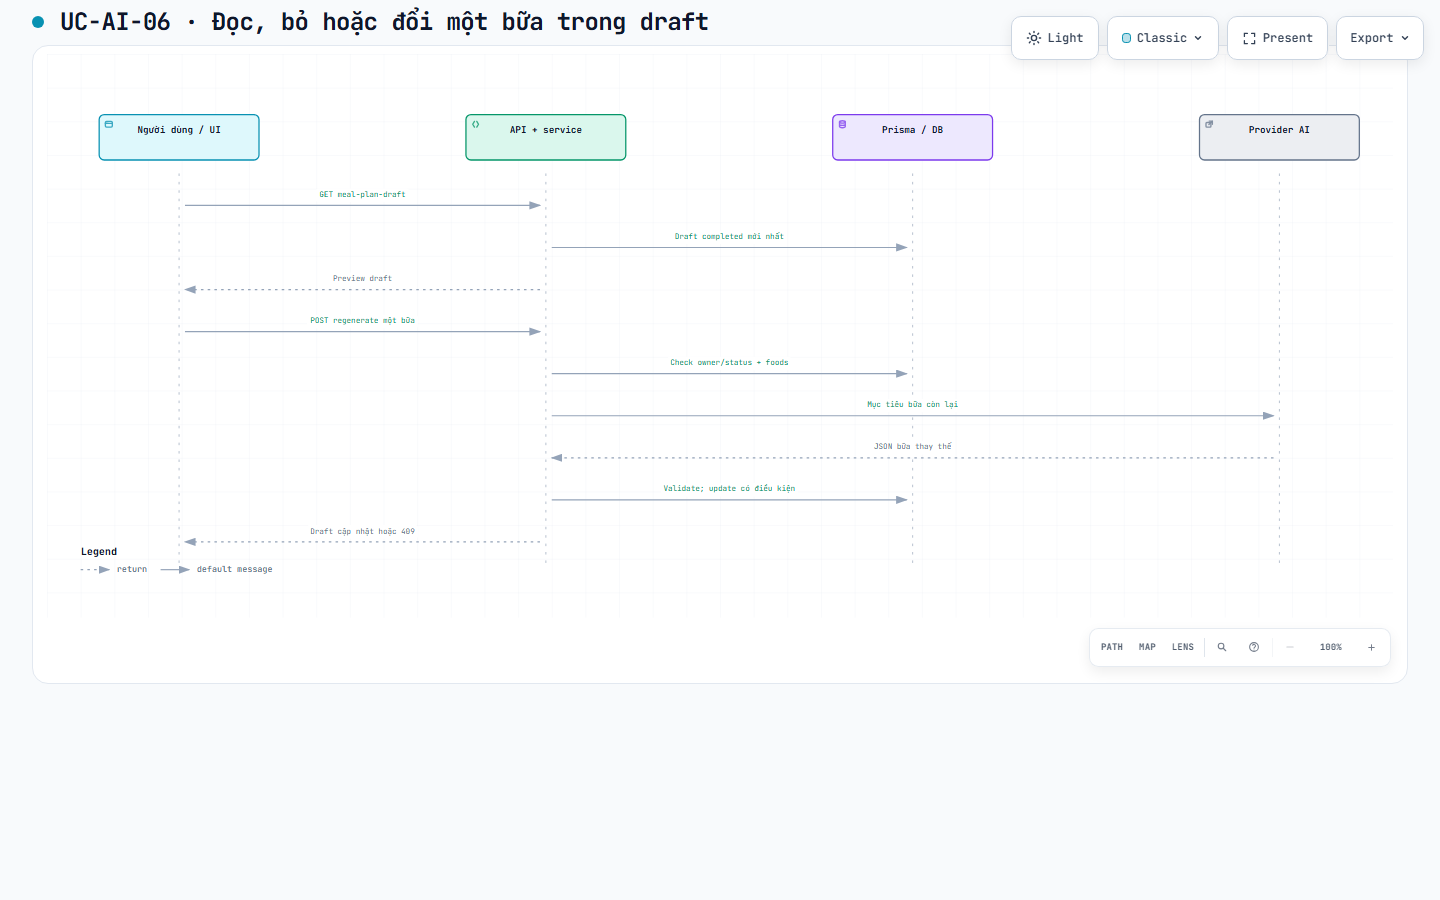 UC-AI-06 · Đọc, bỏ hoặc đổi một bữa trong draft
Light
Classic
Present
Export
Người dùng / UI
API + service
Prisma / DB
Provider AI
GET meal-plan-draft
Draft completed mới nhất
Preview draft
POST regenerate một bữa
Check owner/status + foods
Mục tiêu bữa còn lại
JSON bữa thay thế
Validate; update có điều kiện
Draft cập nhật hoặc 409
Legend
return
default message
PATH
MAP
LENS
100%